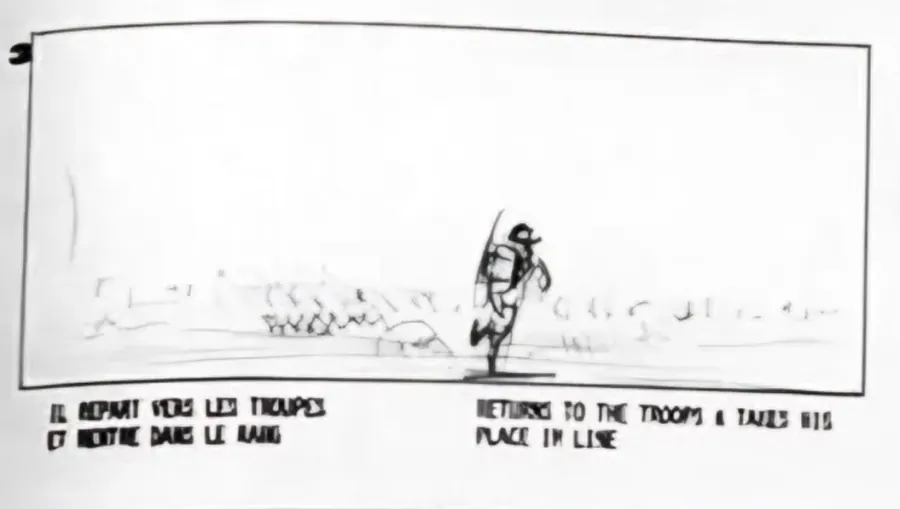 IL REPART VERS LES TROUPES
ET RENTRE DANS LE RANG
RETURNS TO THE TROOPS & TAKES HIS
PLACE IN LINE